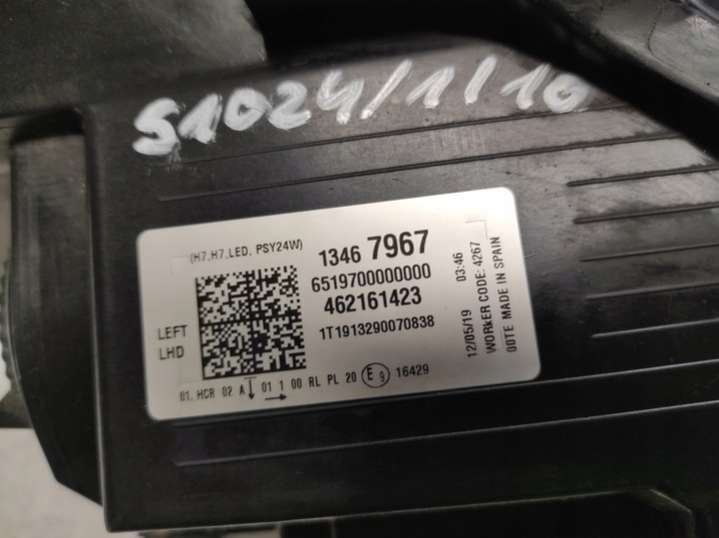 S1024/1/10
(H7.H7.LED. PSY24W)
1346 7967
6519700000000
462161423
1T1913290070838
LEFT
LHD
01. HCR 02 A 01 1 00 RL PL 20 E9 16429
12/05/19 03:46
WORKER CODE: 4267
00TE MADE IN SPAIN